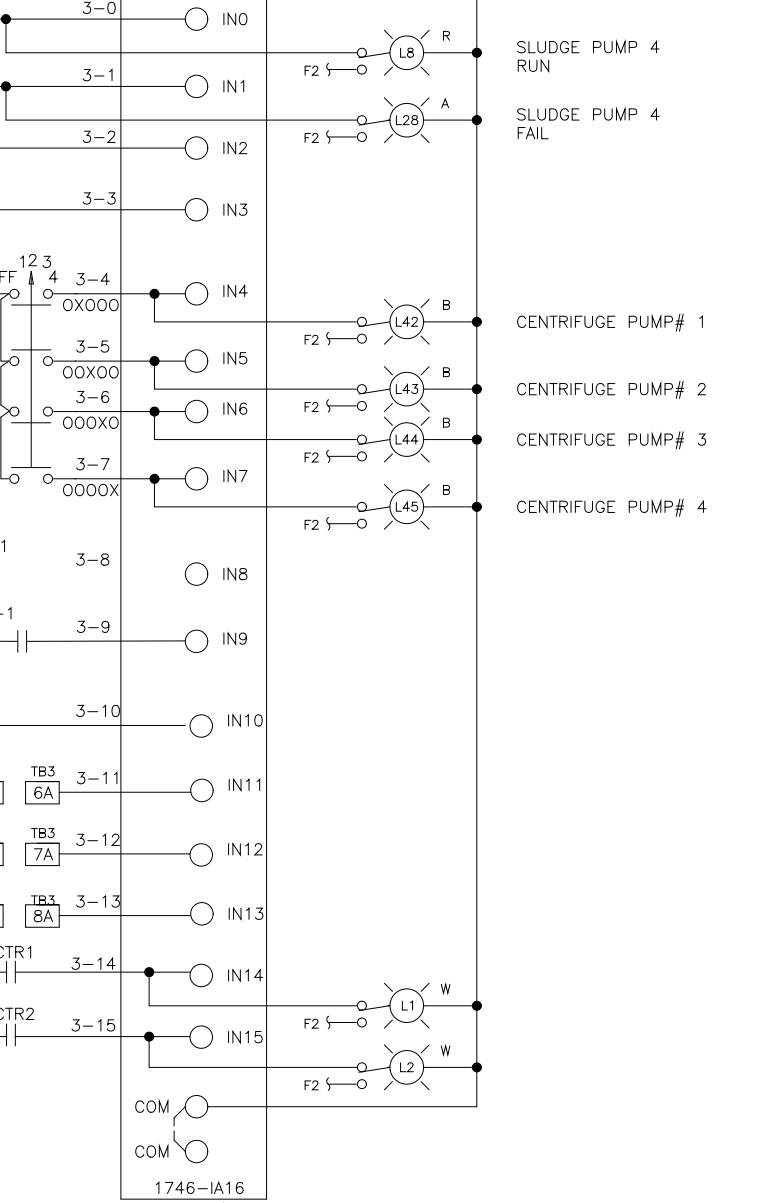 3-0 IN0
R
L8
SLUDGE PUMP 4
RUN
F2
3-1 IN1
A
L28
SLUDGE PUMP 4
FAIL
F2
3-2 IN2
3-3 IN3
12 3
FF 4
3-4 IN4
OXOOO
B
L42
CENTRIFUGE PUMP# 1
F2
3-5 IN5
OOXOO
B
L43
CENTRIFUGE PUMP# 2
F2
3-6 IN6
OOOXO
B
L44
CENTRIFUGE PUMP# 3
F2
3-7 IN7
OOOOX
B
L45
CENTRIFUGE PUMP# 4
F2
1
3-8 IN8
-1
3-9 IN9
3-10 IN10
TB3
6A 3-11 IN11
TB3
7A 3-12 IN12
TB3
8A 3-13 IN13
CTR1
3-14 IN14
W
L1
F2
CTR2
3-15 IN15
W
L2
F2
COM
COM
1746-IA16